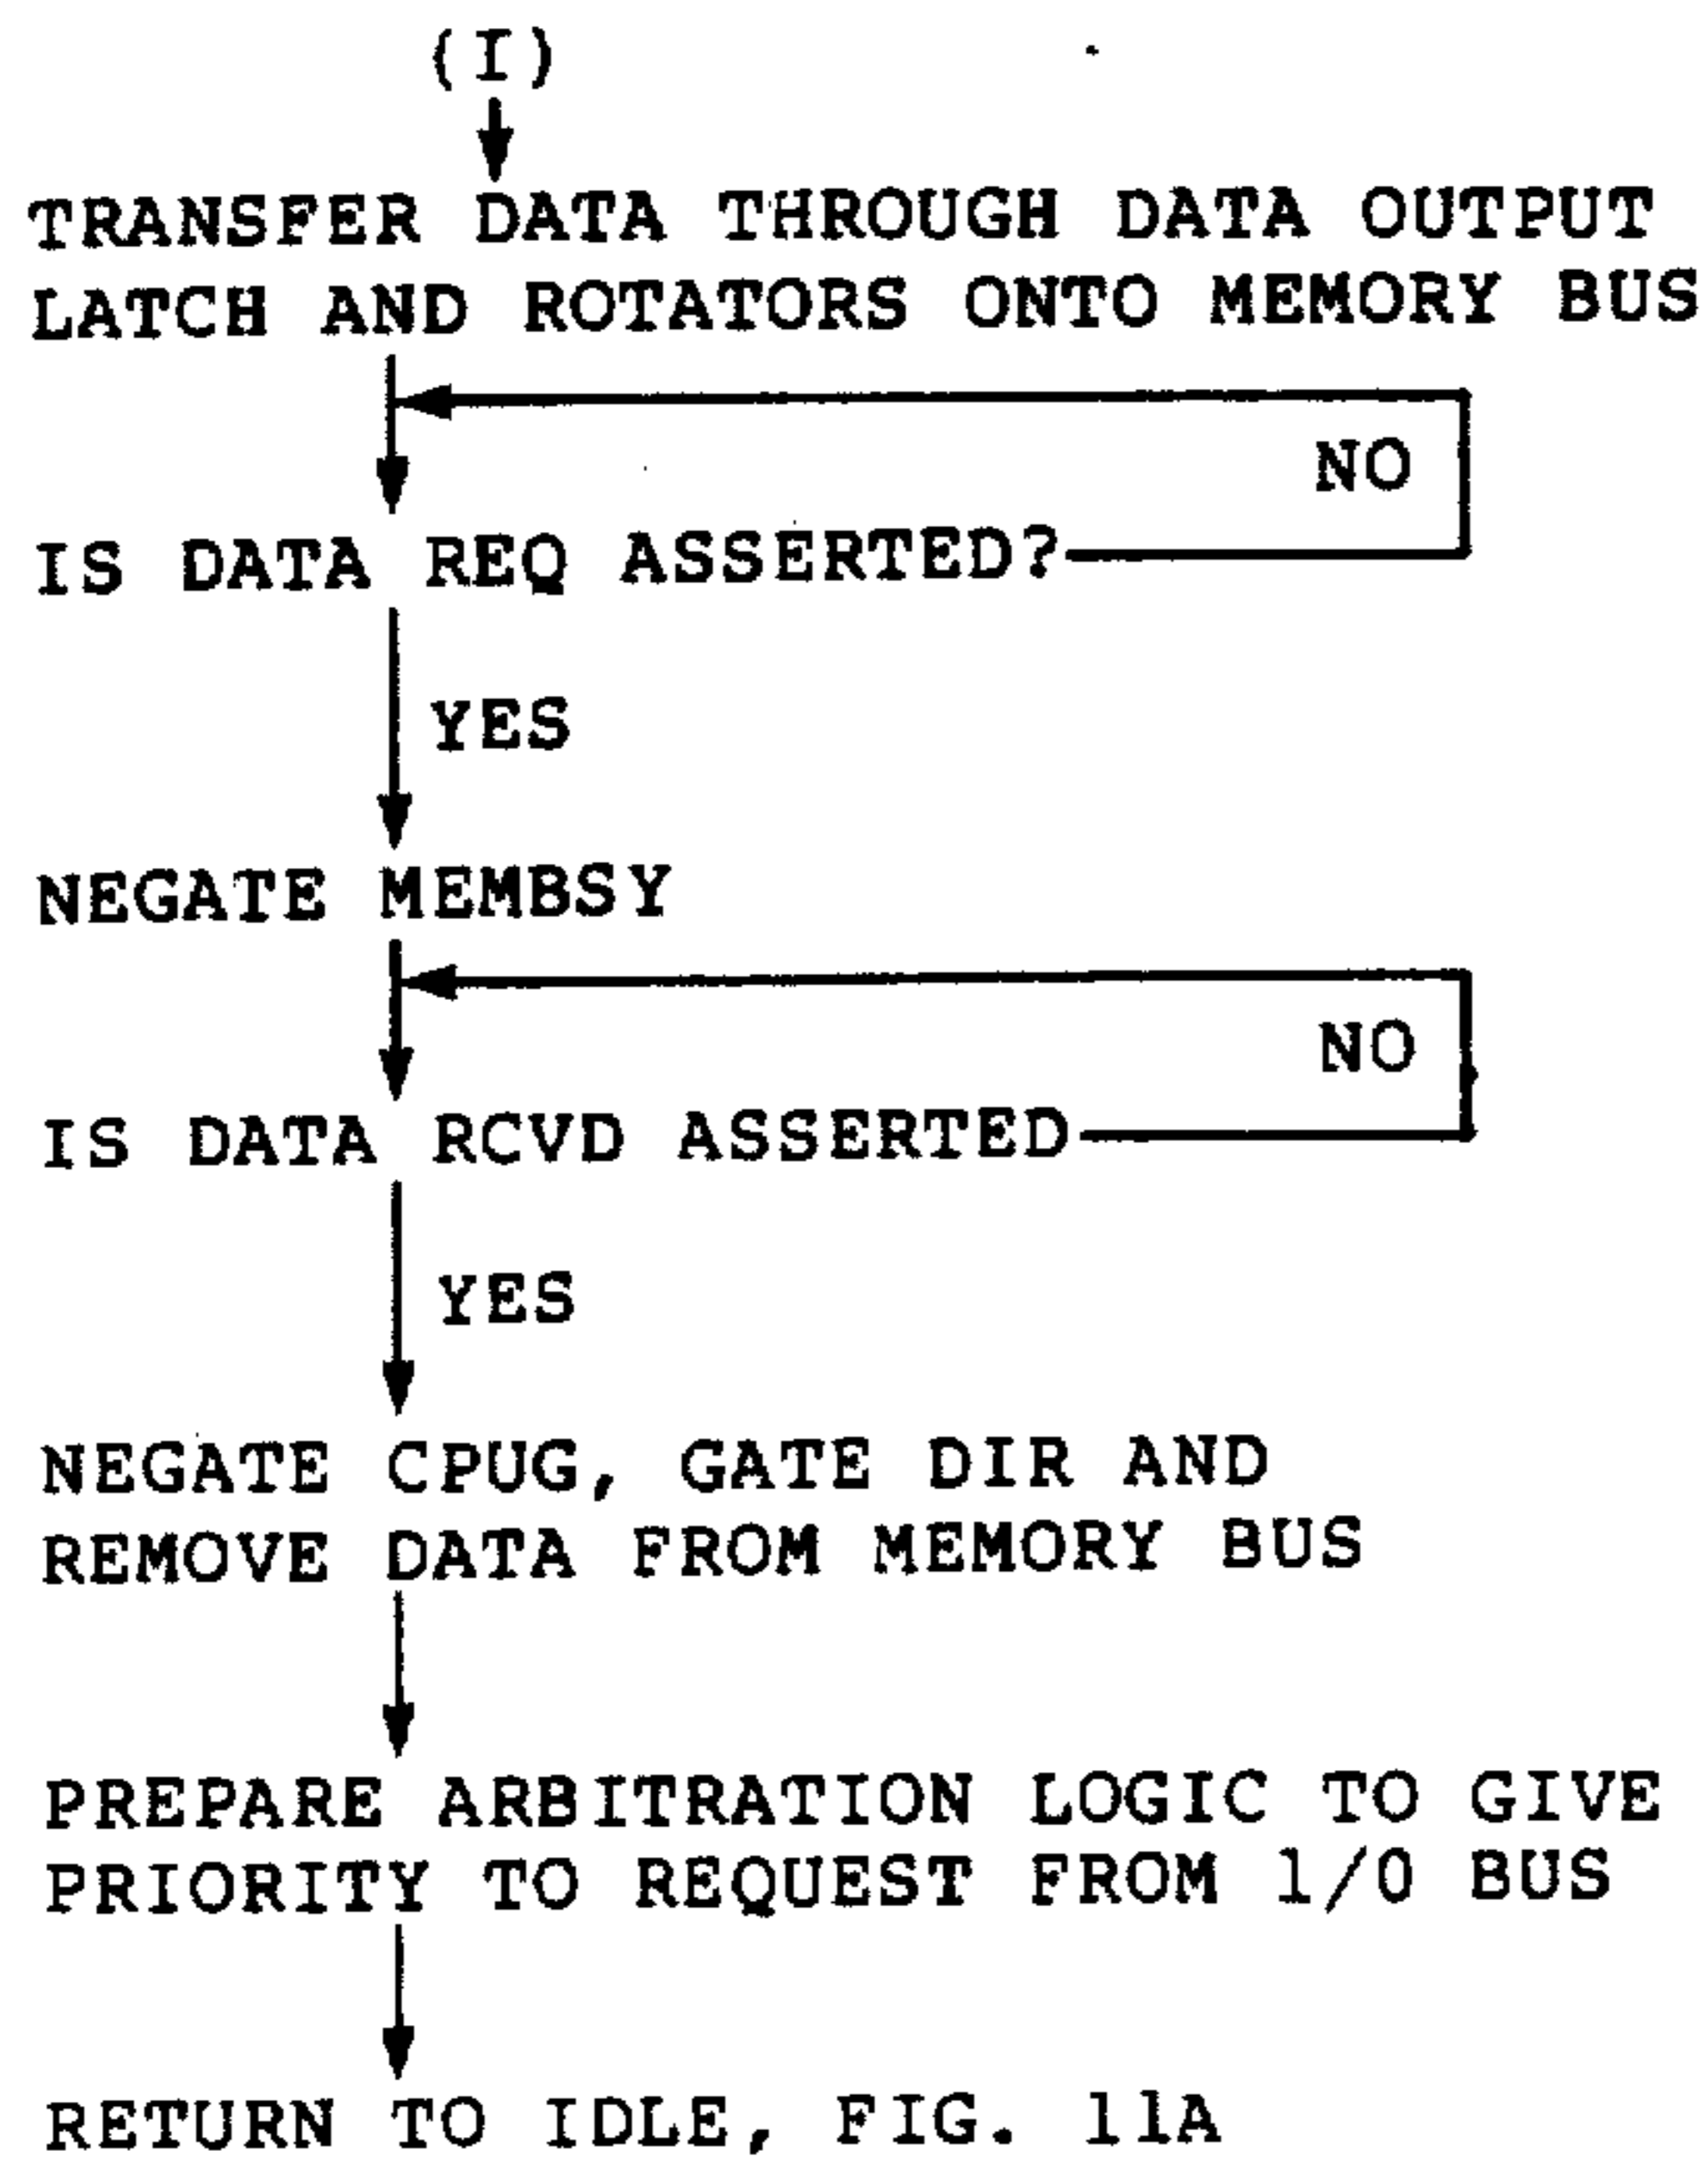 (I)
TRANSFER DATA THROUGH DATA OUTPUT
LATCH AND ROTATORS ONTO MEMORY BUS
NO
IS DATA REQ ASSERTED?
YES
NEGATE MEMBSY
NO
IS DATA RCVD ASSERTED
YES
NEGATE CPUG, GATE DIR AND
REMOVE DATA FROM MEMORY BUS
PREPARE ARBITRATION LOGIC TO GIVE
PRIORITY TO REQUEST FROM 1/0 BUS
RETURN TO IDLE, FIG. 11A